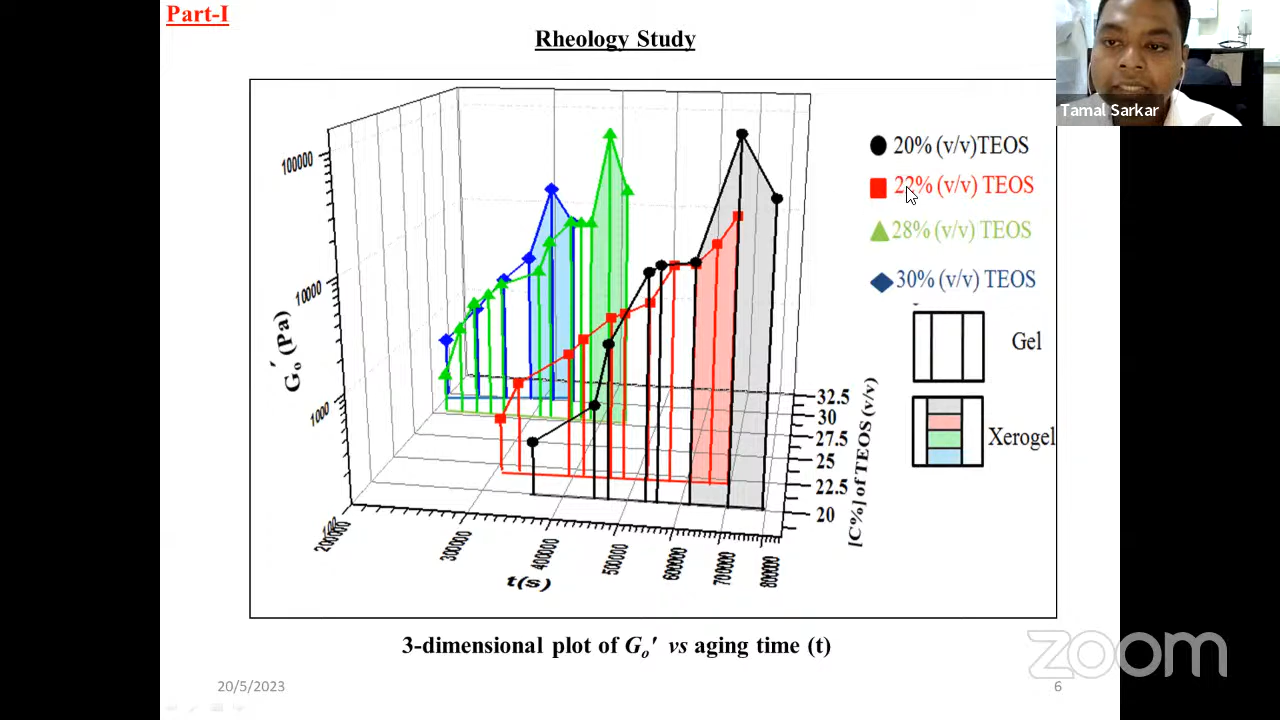 Part-I
Rheology Study
Tamal Sarkar
20% (v/v)TEOS
22% (v/v) TEOS
28% (v/v) TEOS
30% (v/v) TEOS
Gel
Xerogel
100000
10000
1000
100
G₀′ (Pa)
32.5
30
27.5
25
22.5
20
[C%] of TEOS (v/v)
200000
300000
400000
500000
600000
700000
800000
t(s)
3-dimensional plot of Gₒ′ vs aging time (t)
zoom
20/5/2023
6